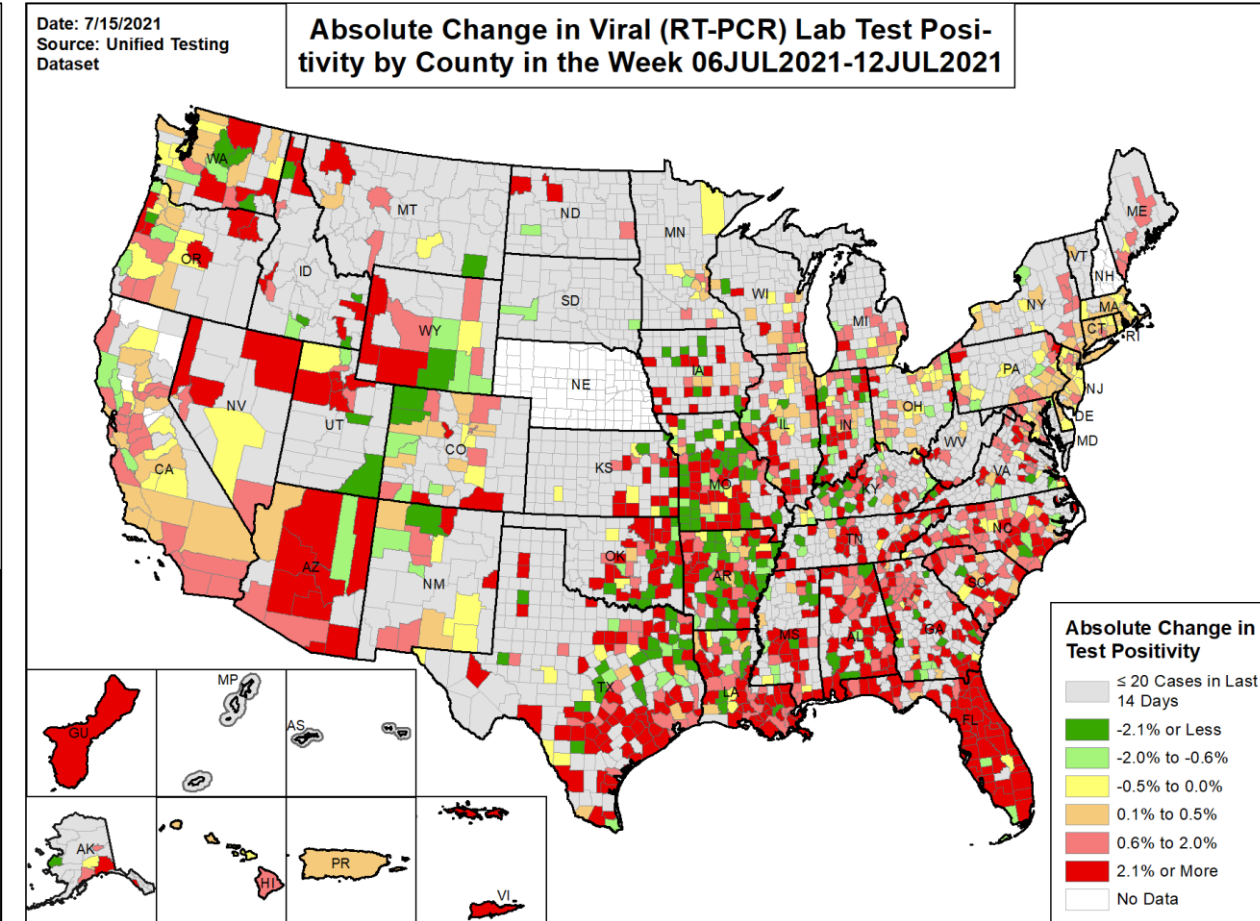 Date: 7/15/2021
Source: Unified Testing
Dataset
Absolute Change in Viral (RT-PCR) Lab Test Posi-
tivity by County in the Week 06JUL2021-12JUL2021
WA
MT
ND
MN
ME
OR
ID
SD
WI
MI
VT
NH
NY
MA
CT
RI
WY
IA
NE
PA
NJ
NV
UT
CO
IL
IN
OH
DE
MD
WV
VA
CA
KS
MO
KY
AZ
NM
OK
AR
TN
NC
SC
MS
AL
GA
TX
LA
FL
GU
MP
AS
AK
HI
PR
VI
Absolute Change in
Test Positivity
≤ 20 Cases in Last
14 Days
-2.1% or Less
-2.0% to -0.6%
-0.5% to 0.0%
0.1% to 0.5%
0.6% to 2.0%
2.1% or More
No Data